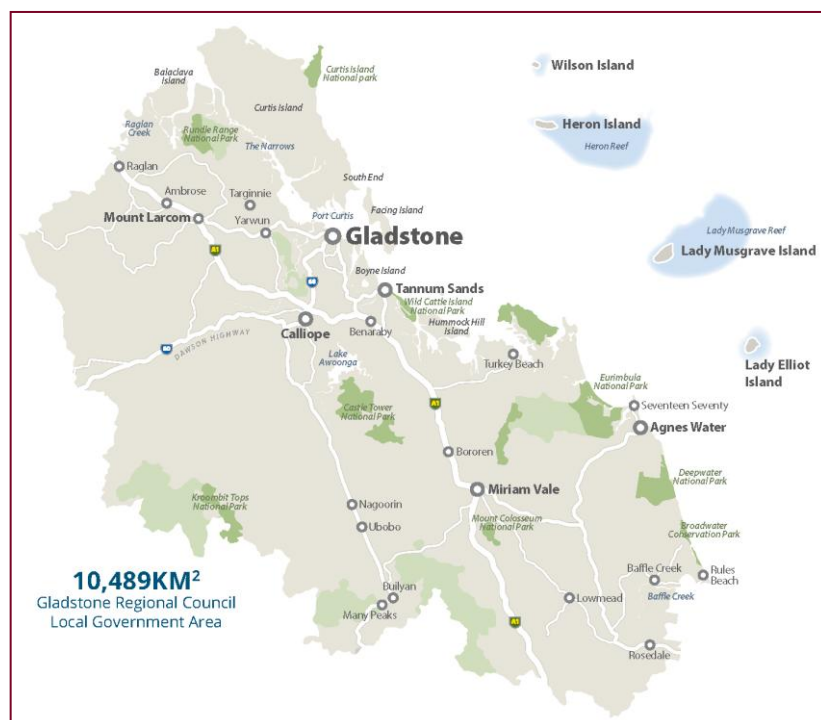 Curtis Island
National park
Wilson Island
Balaclava
Island
Curtis Island
Heron Island
Raglan
Creek
Rundle Range
National Park
The Narrows
Heron Reef
Raglan
South End
Ambrose
Targinnie
Mount Larcom
Yarwun
Port Curtis
Facing Island
Gladstone
Lady Musgrave Reef
Lady Musgrave Island
A1
Boyne Island
66
Tannum Sands
Wild Cattle Island
National Park
Calliope
Benaraby
Hummock Hill
Island
DAWSON HIGHWAY
66
Lake
Awoonga
Turkey Beach
Lady Elliot
Island
Eurimbula
National Park
A1
Castle Tower
National Park
Seventeen Seventy
Agnes Water
Bororen
Deepwater
National Park
Kroombit Tops
National Park
Nagoorin
Miriam Vale
Ubobo
Mount Colosseum
National Park
Broadwater
Conservation Park
10,489KM²
Gladstone Regional Council
Local Government Area
Builyan
Many Peaks
Baffle Creek
Rules
Beach
Lowmead
Baffle Creek
A1
Rosedale